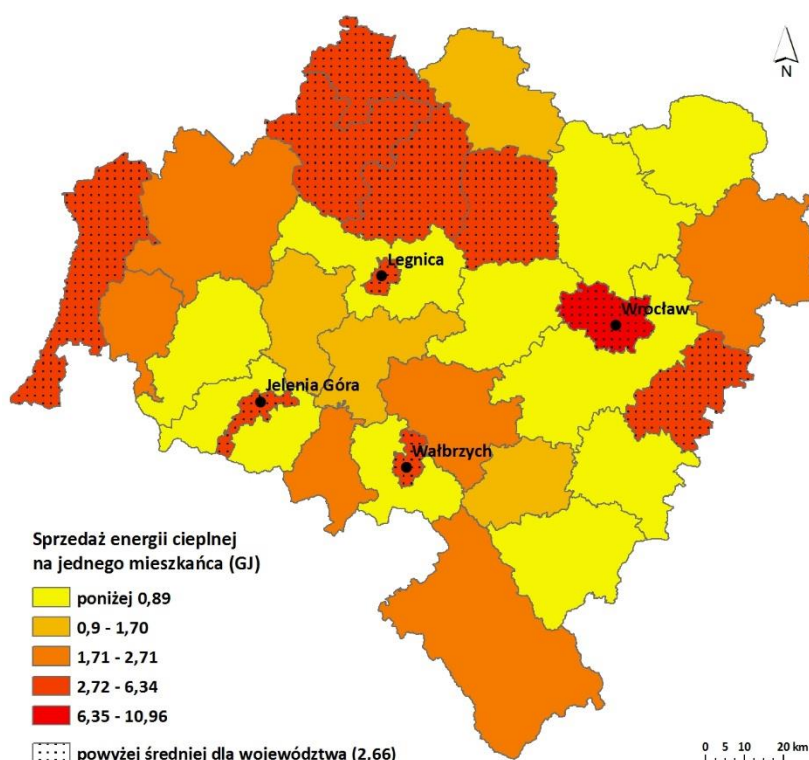 N
Legnica
Wrocław
Jelenia Góra
Wałbrzych
Sprzedaż energii cieplnej
na jednego mieszkańca (GJ)
poniżej 0,89
0,9 - 1,70
1,71 - 2,71
2,72 - 6,34
6,35 - 10,96
powyżej średniej dla województwa (2,66)
0 5 10 20 km